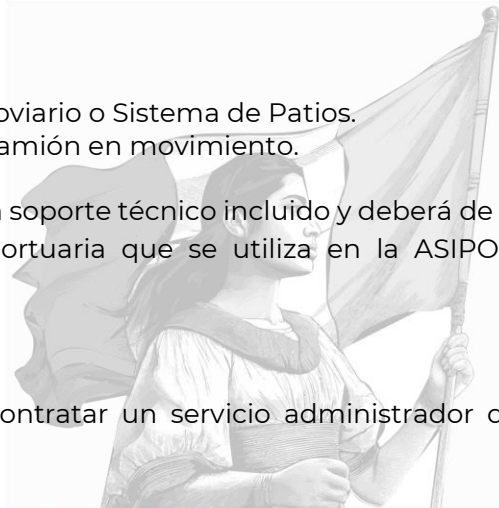 oviario o Sistema de Patios.
amión en movimiento.
soporte técnico incluido y deberá de
ortuaria que se utiliza en la ASIPO
ontratar un servicio administrador